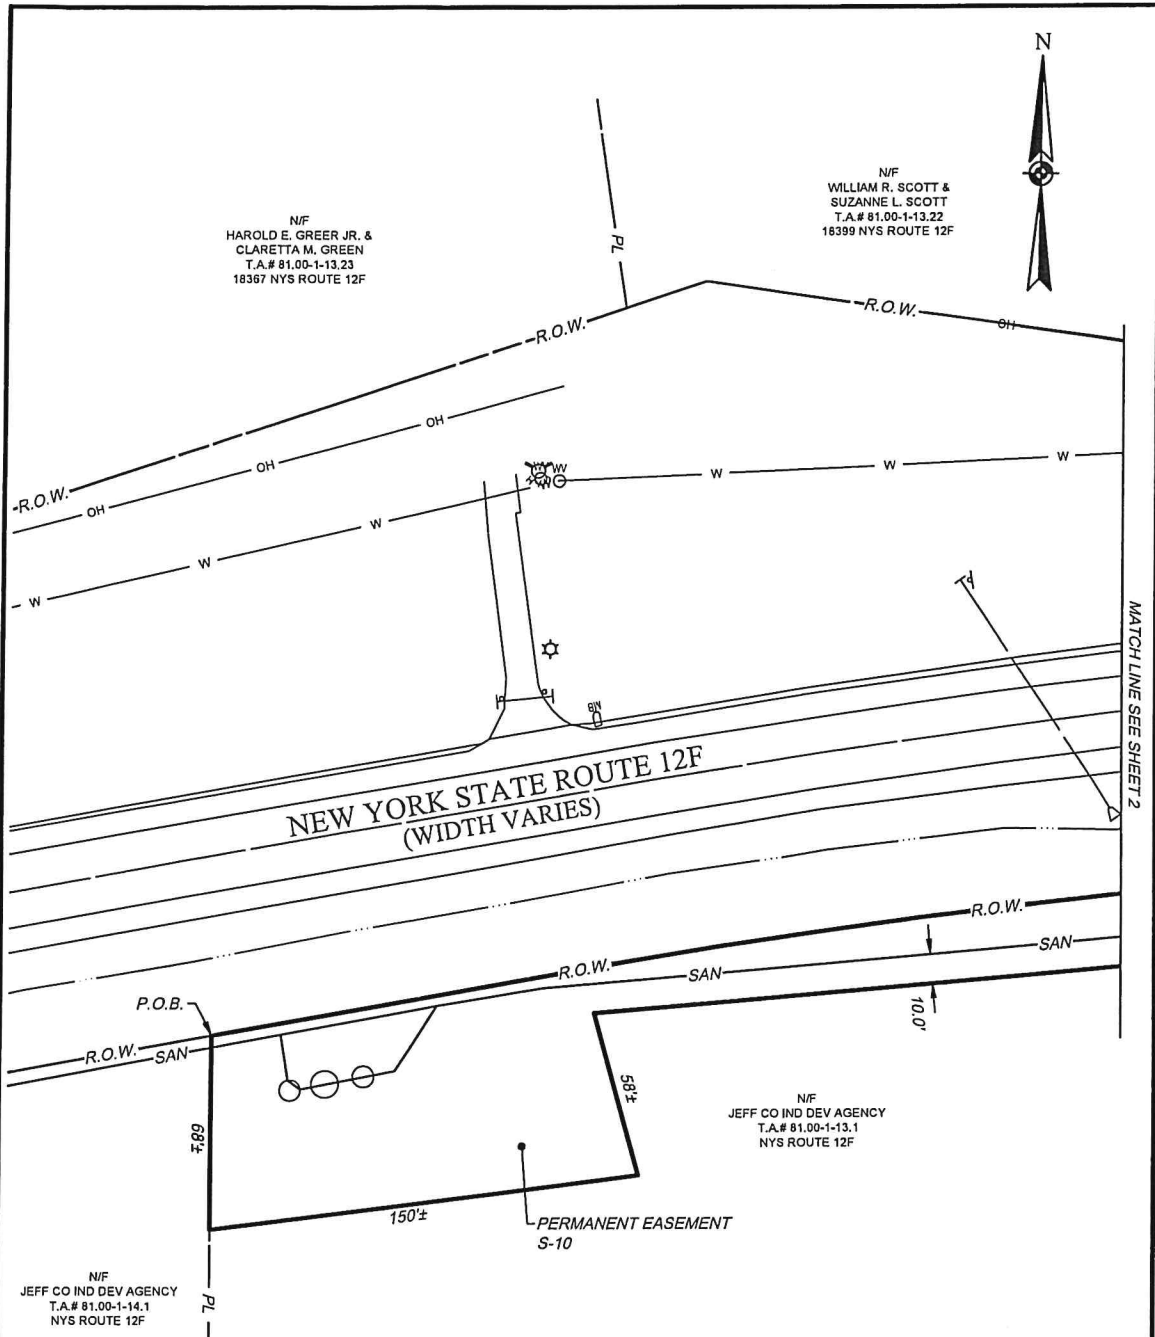 N
N/F
WILLIAM R. SCOTT &
SUZANNE L. SCOTT
T.A.# 81.00-1-13.22
18399 NYS ROUTE 12F
N/F
HAROLD E. GREER JR. &
CLARETTA M. GREEN
T.A.# 81.00-1-13.23
18367 NYS ROUTE 12F
PL
R.O.W.
OH
R.O.W.
OH
OH
R.O.W.
OH
W
W
W
W
W
W
W
MATCH LINE SEE SHEET 2
MB
NEW YORK STATE ROUTE 12F
(WIDTH VARIES)
R.O.W.
SAN
R.O.W.
SAN
P.O.B.
10.0'
R.O.W.
SAN
58'±
68'±
N/F
JEFF CO IND DEV AGENCY
T.A.# 81.00-1-13.1
NYS ROUTE 12F
150'±
PERMANENT EASEMENT
S-10
N/F
JEFF CO IND DEV AGENCY
T.A.# 81.00-1-14.1
NYS ROUTE 12F
PL